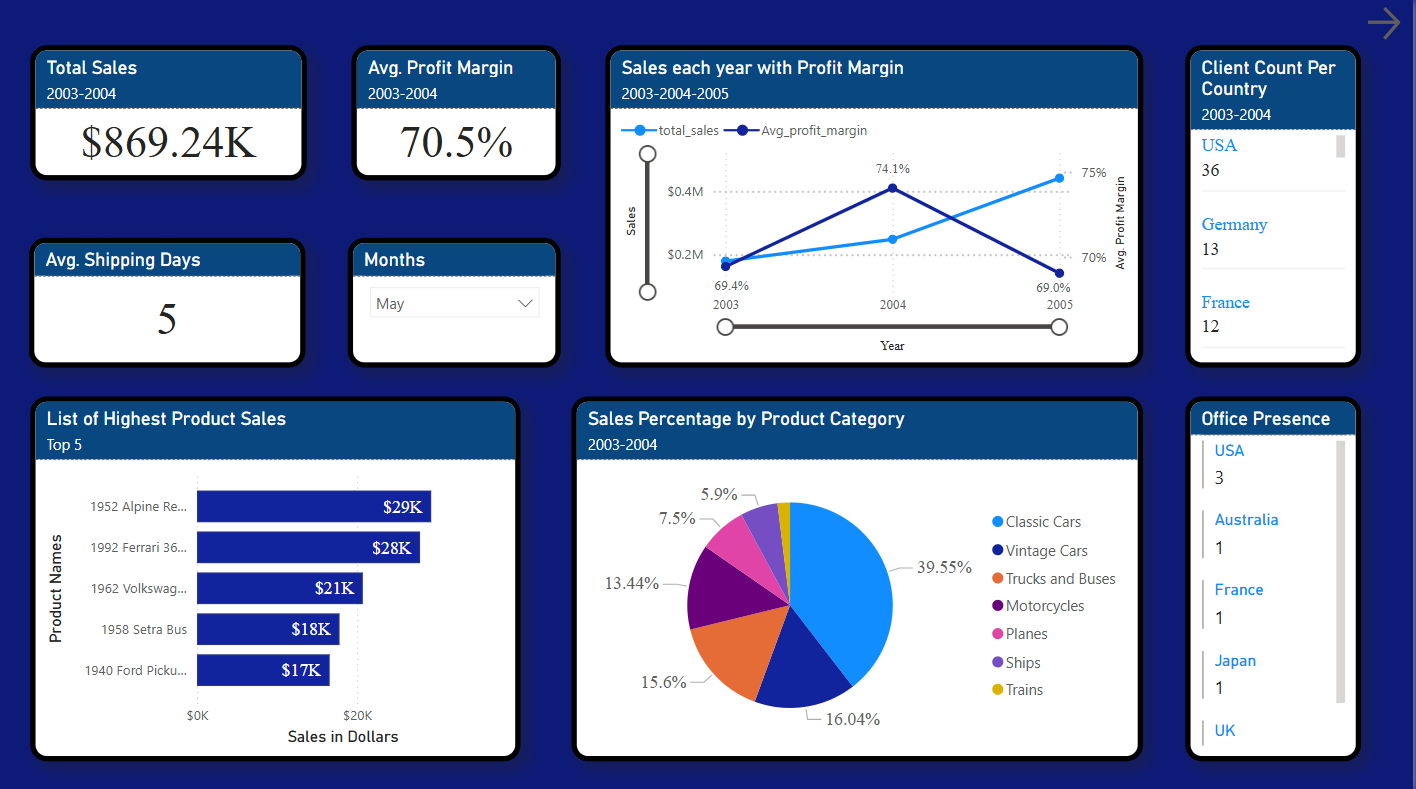 Total Sales
2003-2004
$869.24K
Avg. Profit Margin
2003-2004
70.5%
Avg. Shipping Days
5
Months
May
Sales each year with Profit Margin
2003-2004-2005
total_sales
Avg_profit_margin
Sales
$0.4M
$0.2M
74.1%
69.4%
69.0%
75%
70%
Avg. Profit Margin
2003
2004
2005
Year
Client Count Per
Country
2003-2004
USA
36
Germany
13
France
12
List of Highest Product Sales
Top 5
Product Names
1952 Alpine Re...
$29K
1992 Ferrari 36...
$28K
1962 Volkswag...
$21K
1958 Setra Bus
$18K
1940 Ford Picku...
$17K
$0K
$20K
Sales in Dollars
Sales Percentage by Product Category
2003-2004
5.9%
7.5%
13.44%
15.6%
16.04%
39.55%
Classic Cars
Vintage Cars
Trucks and Buses
Motorcycles
Planes
Ships
Trains
Office Presence
USA
3
Australia
1
France
1
Japan
1
UK